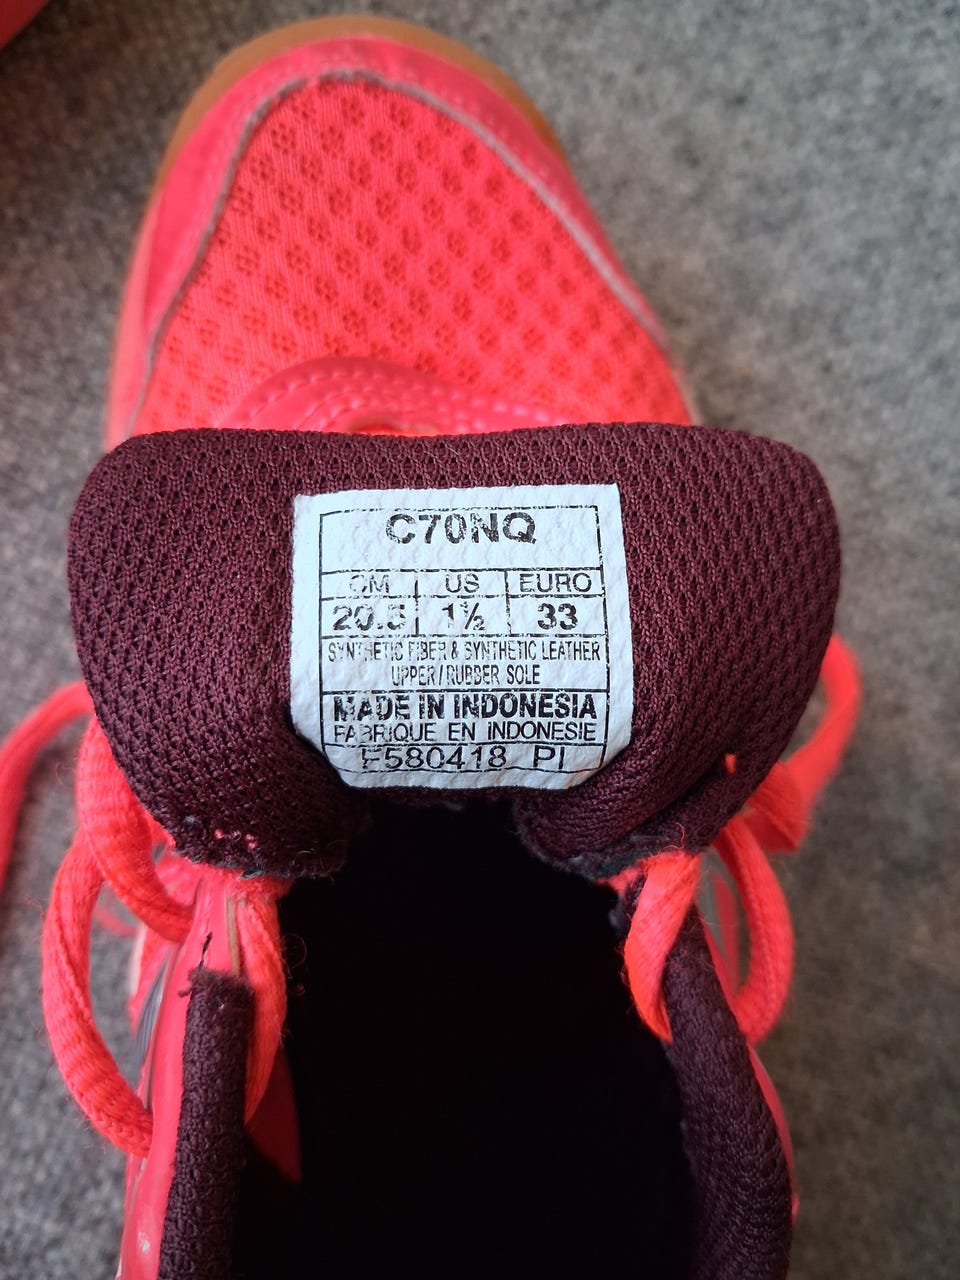 C70NQ
CM US EURO
20.5 1½ 33
SYNTHETIC FIBER & SYNTHETIC LEATHER
UPPER / RUBBER SOLE
MADE IN INDONESIA
FABRIQUE EN INDONESIE
F580418 PI